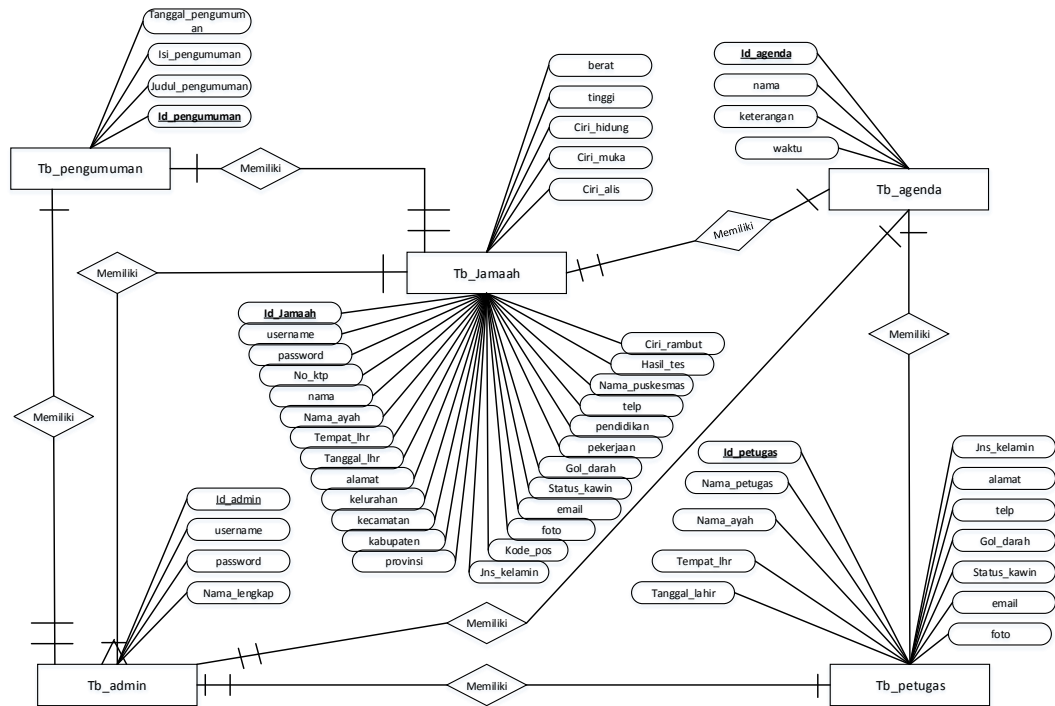 Tanggal_pengumum
an
Isi_pengumuman
Judul_pengumuman
Id_pengumuman
Tb_pengumuman
Memiliki
berat
tinggi
Ciri_hidung
Ciri_muka
Ciri_alis
Id_agenda
nama
keterangan
waktu
Tb_agenda
Memiliki
Memiliki
Tb_Jamaah
Id_Jamaah
username
password
No_ktp
nama
Nama_ayah
Tempat_lhr
Tanggal_lhr
alamat
kelurahan
kecamatan
kabupaten
provinsi
Ciri_rambut
Hasil_tes
Nama_puskesmas
telp
pendidikan
pekerjaan
Gol_darah
Status_kawin
email
foto
Kode_pos
Jns_kelamin
Memiliki
Memiliki
Id_admin
username
password
Nama_lengkap
Tb_admin
Id_petugas
Nama_petugas
Nama_ayah
Tempat_lhr
Tanggal_lahir
Jns_kelamin
alamat
telp
Gol_darah
Status_kawin
email
foto
Memiliki
Memiliki
Tb_petugas